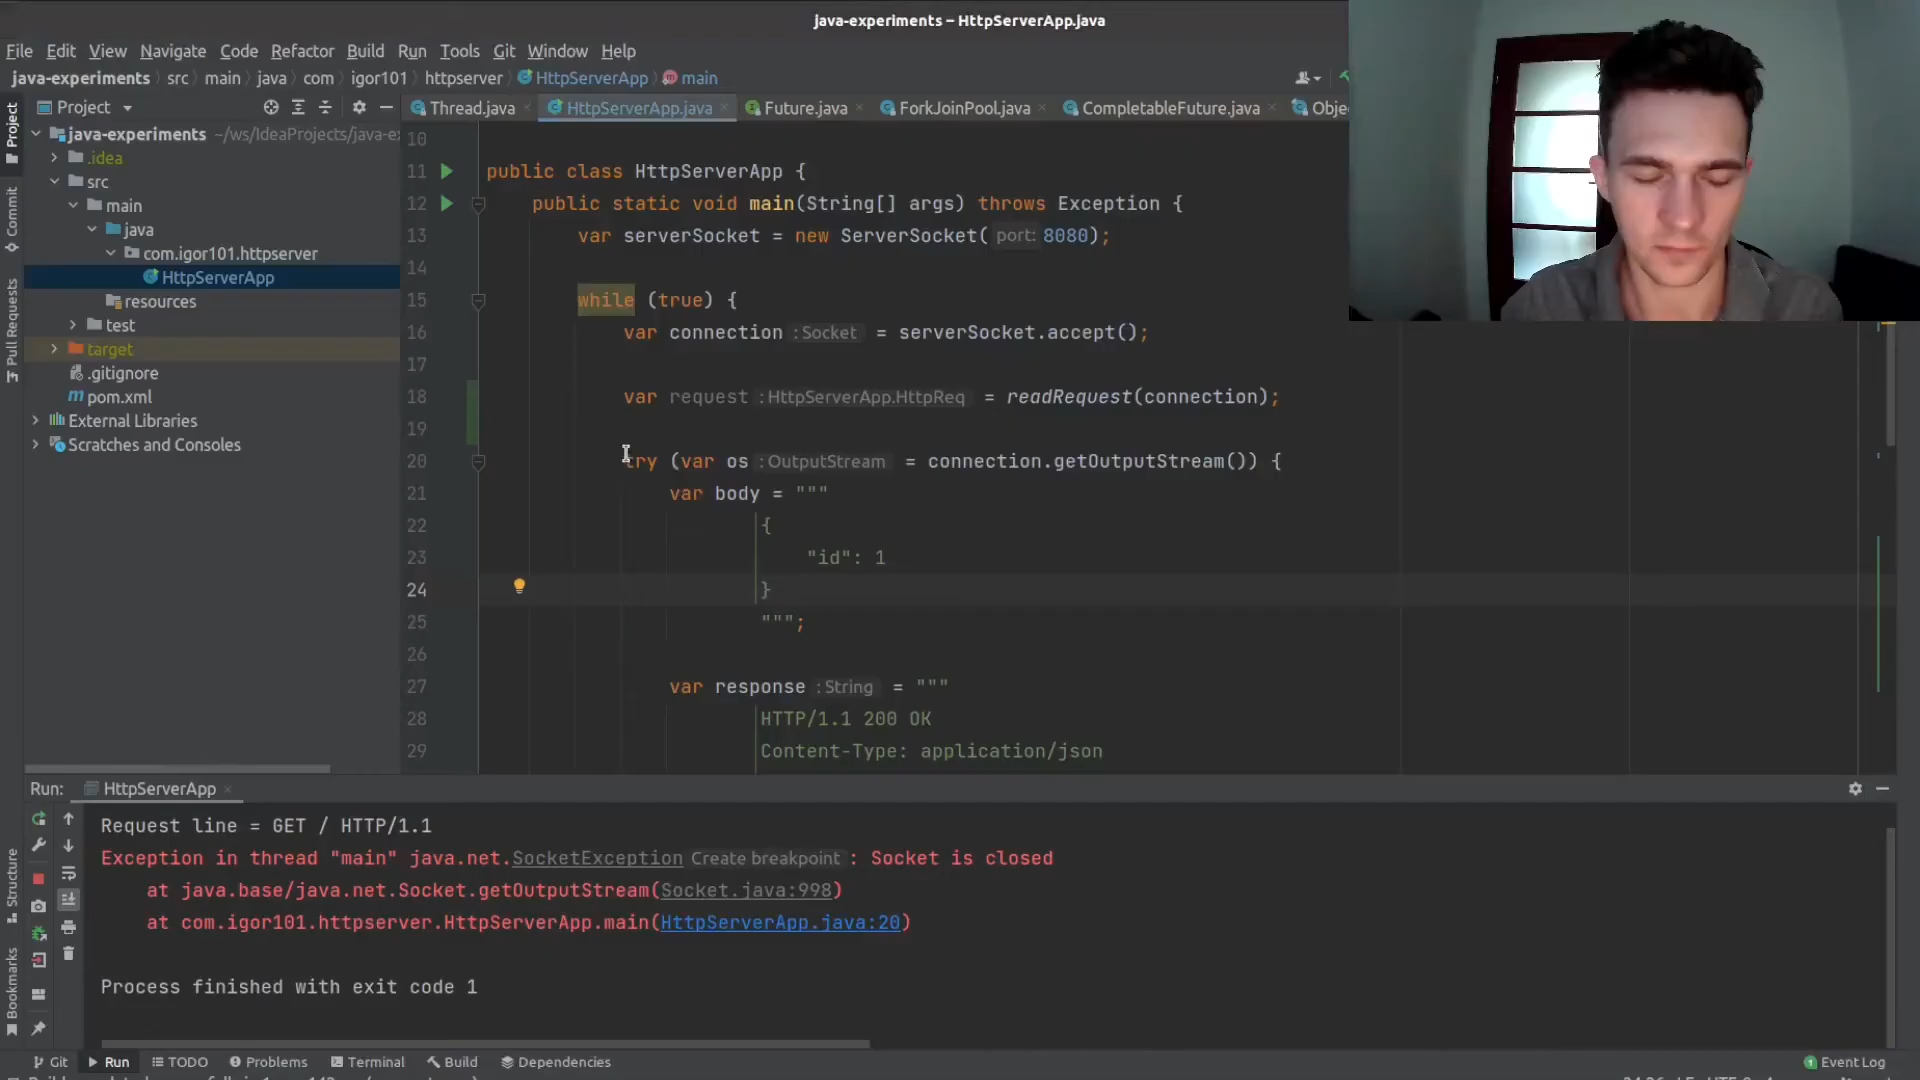 java-experiments – HttpServerApp.java
File Edit View Navigate Code Refactor Build Run Tools Git Window Help
java-experiments src main java com igor101 httpserver HttpServerApp main
Project
Thread.java HttpServerApp.java Future.java ForkJoinPool.java CompletableFuture.java Obje
java-experiments ~/ws/IdeaProjects/java-e
.idea
src
main
java
com.igor101.httpserver
HttpServerApp
resources
test
target
.gitignore
pom.xml
External Libraries
Scratches and Consoles
Project
Commit
Pull Requests
Structure
Bookmarks
10
11 public class HttpServerApp {
12 public static void main(String[] args) throws Exception {
13 var serverSocket = new ServerSocket( port: 8080);
14
15 while (true) {
16 var connection : Socket = serverSocket.accept();
17
18 var request : HttpServerApp.HttpReq = readRequest(connection);
19
20 try (var os : OutputStream = connection.getOutputStream()) {
21 var body = """
22 {
23 "id": 1
24 }
25 """;
26
27 var response : String = """
28 HTTP/1.1 200 OK
29 Content-Type: application/json
Run: HttpServerApp
Request line = GET / HTTP/1.1
Exception in thread "main" java.net.SocketException Create breakpoint : Socket is closed
at java.base/java.net.Socket.getOutputStream(Socket.java:998)
at com.igor101.httpserver.HttpServerApp.main(HttpServerApp.java:20)
Process finished with exit code 1
Git Run TODO Problems Terminal Build Dependencies
1 Event Log